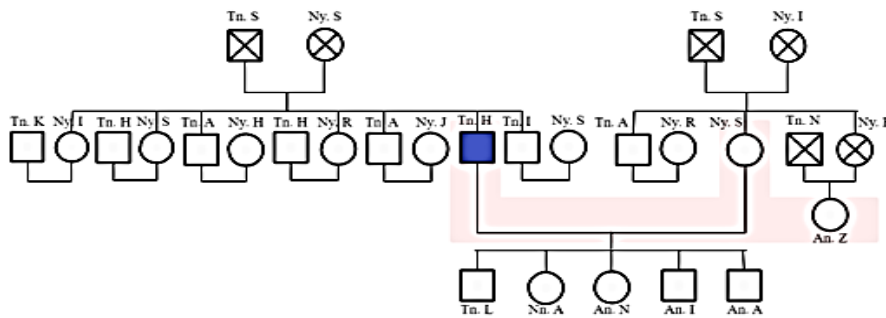 Tn. S Ny. S Tn. S Ny. I
Tn. K Ny. I Tn. H Ny. S Tn. A Ny. H Tn. H Ny. R Tn. A Ny. J Tn. H Tn. I Ny. S Tn. A Ny. R Ny. S Tn. N
An. Z
Tn. L Nn. A An. N An. I An. A